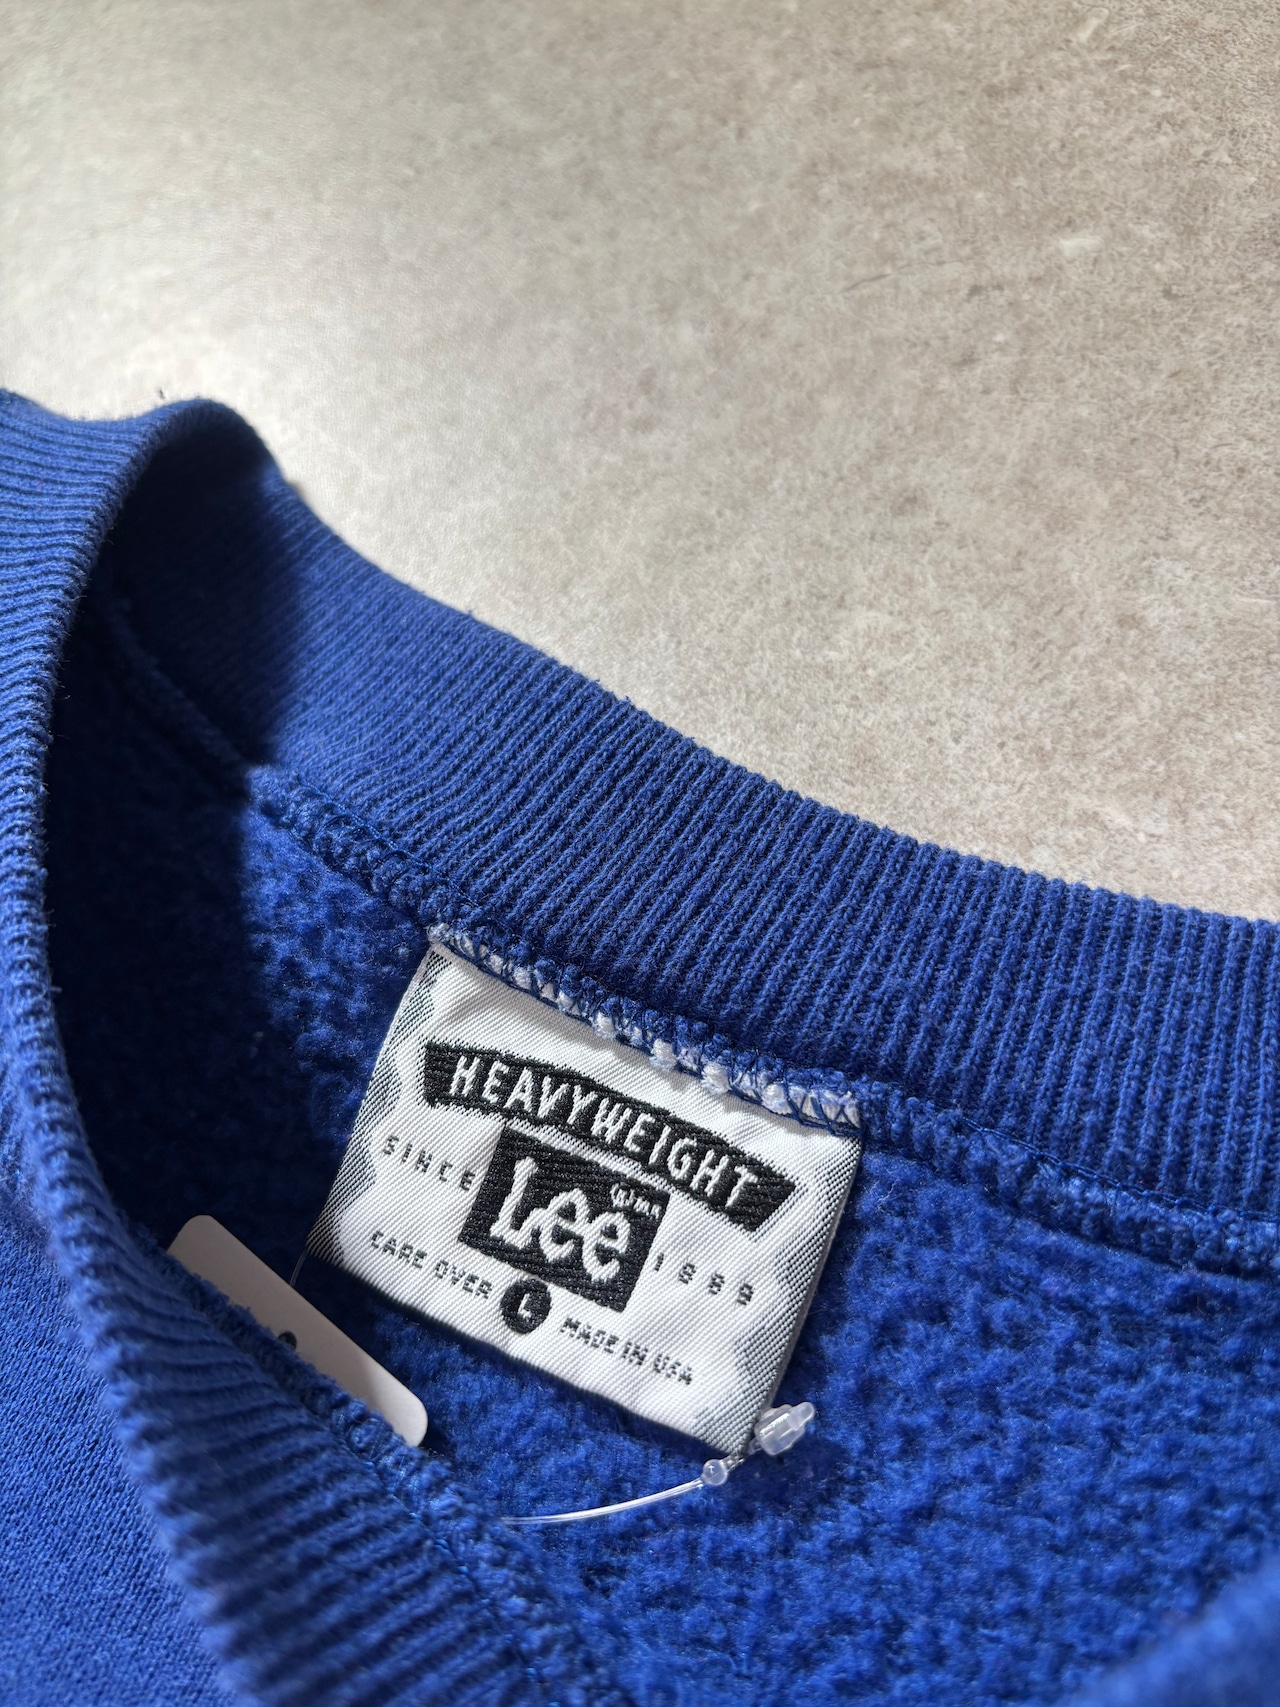 HEAVYWEIGHT
SINCE Lee 1889
CARE OVER L MADE IN USA